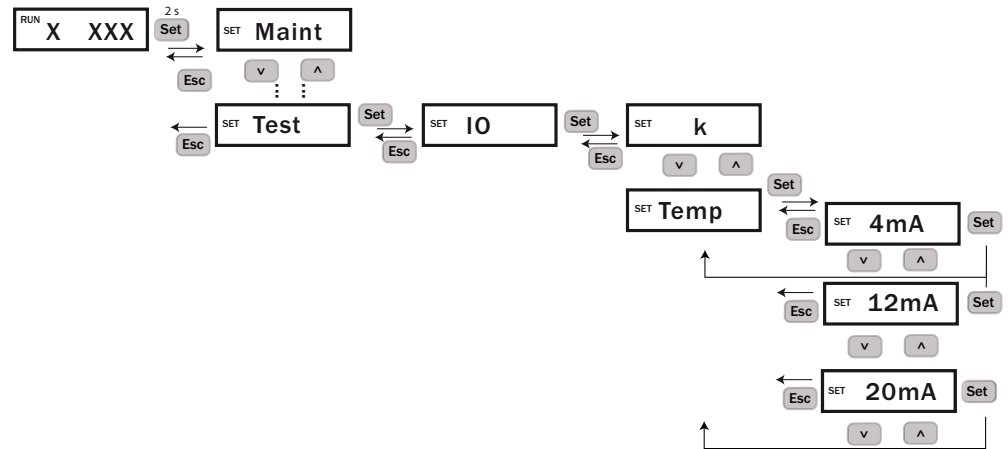 2 s
RUN X XXX Set SET Maint
Esc v ^
SET Test Set SET IO Set SET k
Esc Esc Esc v ^
SET Temp Set
Esc SET 4mA Set
v ^
Esc SET 12mA Set
v ^
Esc SET 20mA Set
v ^